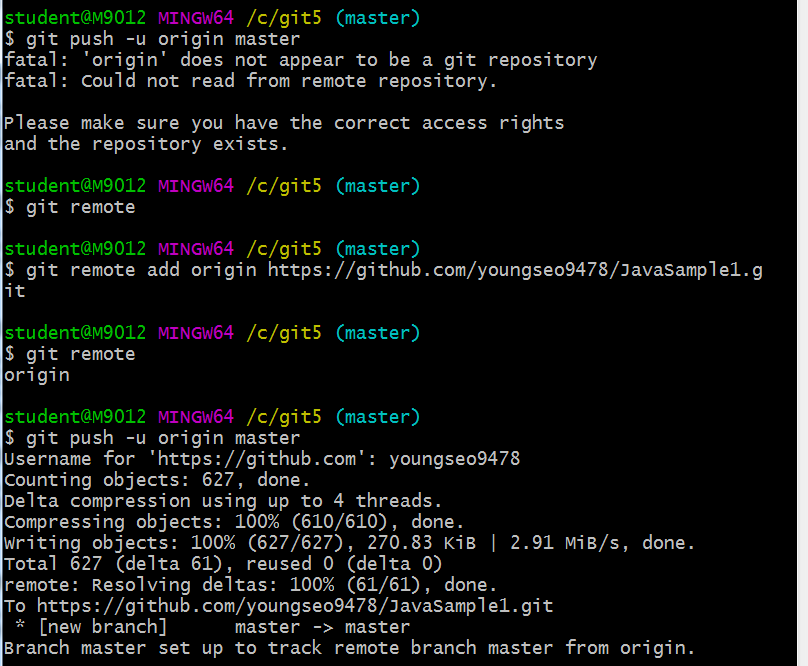 student@M9012 MINGW64 /c/git5 (master)
$ git push -u origin master
fatal: 'origin' does not appear to be a git repository
fatal: Could not read from remote repository.
Please make sure you have the correct access rights
and the repository exists.
student@M9012 MINGW64 /c/git5 (master)
$ git remote
student@M9012 MINGW64 /c/git5 (master)
$ git remote add origin https://github.com/youngseo9478/JavaSample1.g
it
student@M9012 MINGW64 /c/git5 (master)
$ git remote
origin
student@M9012 MINGW64 /c/git5 (master)
$ git push -u origin master
Username for 'https://github.com': youngseo9478
Counting objects: 627, done.
Delta compression using up to 4 threads.
Compressing objects: 100% (610/610), done.
Writing objects: 100% (627/627), 270.83 KiB | 2.91 MiB/s, done.
Total 627 (delta 61), reused 0 (delta 0)
remote: Resolving deltas: 100% (61/61), done.
To https://github.com/youngseo9478/JavaSample1.git
 * [new branch]      master -> master
Branch master set up to track remote branch master from origin.